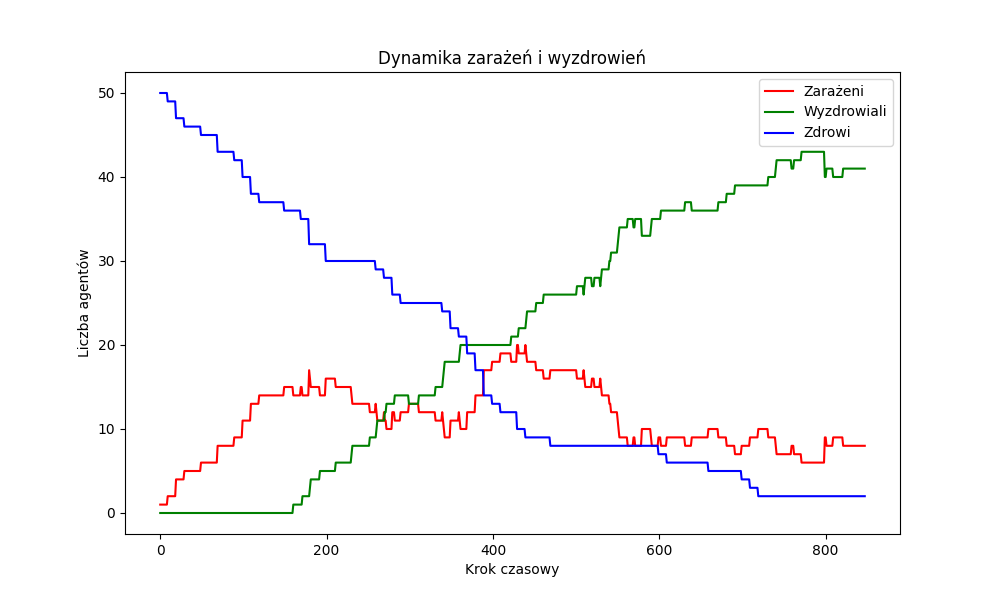 Dynamika zarażeń i wyzdrowień
Zarażeni
Wyzdrowiali
Zdrowi
Liczba agentów
50
40
30
20
10
0
0 200 400 600 800
Krok czasowy